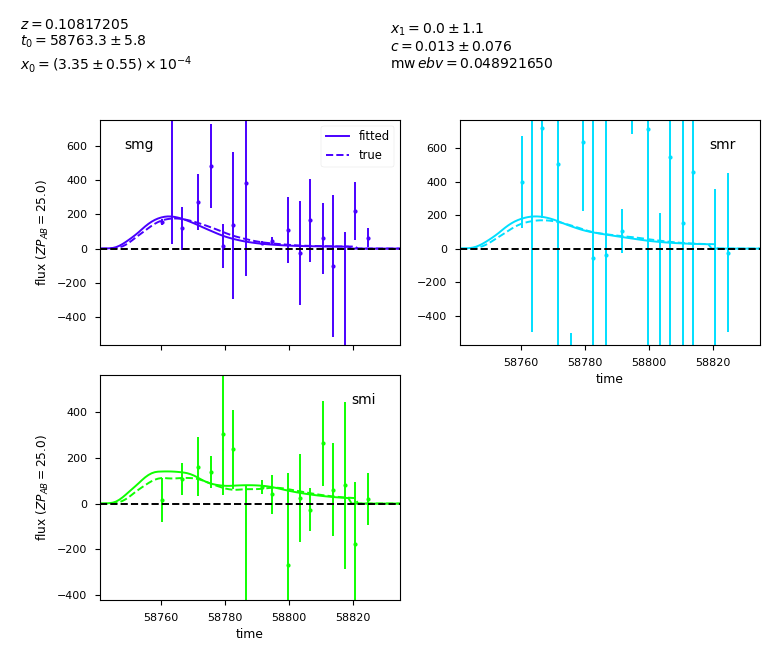 z = 0.10817205
t₀ = 58763.3 ± 5.8
x₀ = (3.35 ± 0.55) × 10⁻⁴
x₁ = 0.0 ± 1.1
c = 0.013 ± 0.076
mw ebv = 0.048921650
smg
fitted
true
600
400
200
0
−200
−400
flux (ZP_AB = 25.0)
smr
600
400
200
0
−200
−400
58760 58780 58800 58820
time
smi
400
200
0
−200
−400
flux (ZP_AB = 25.0)
58760 58780 58800 58820
time